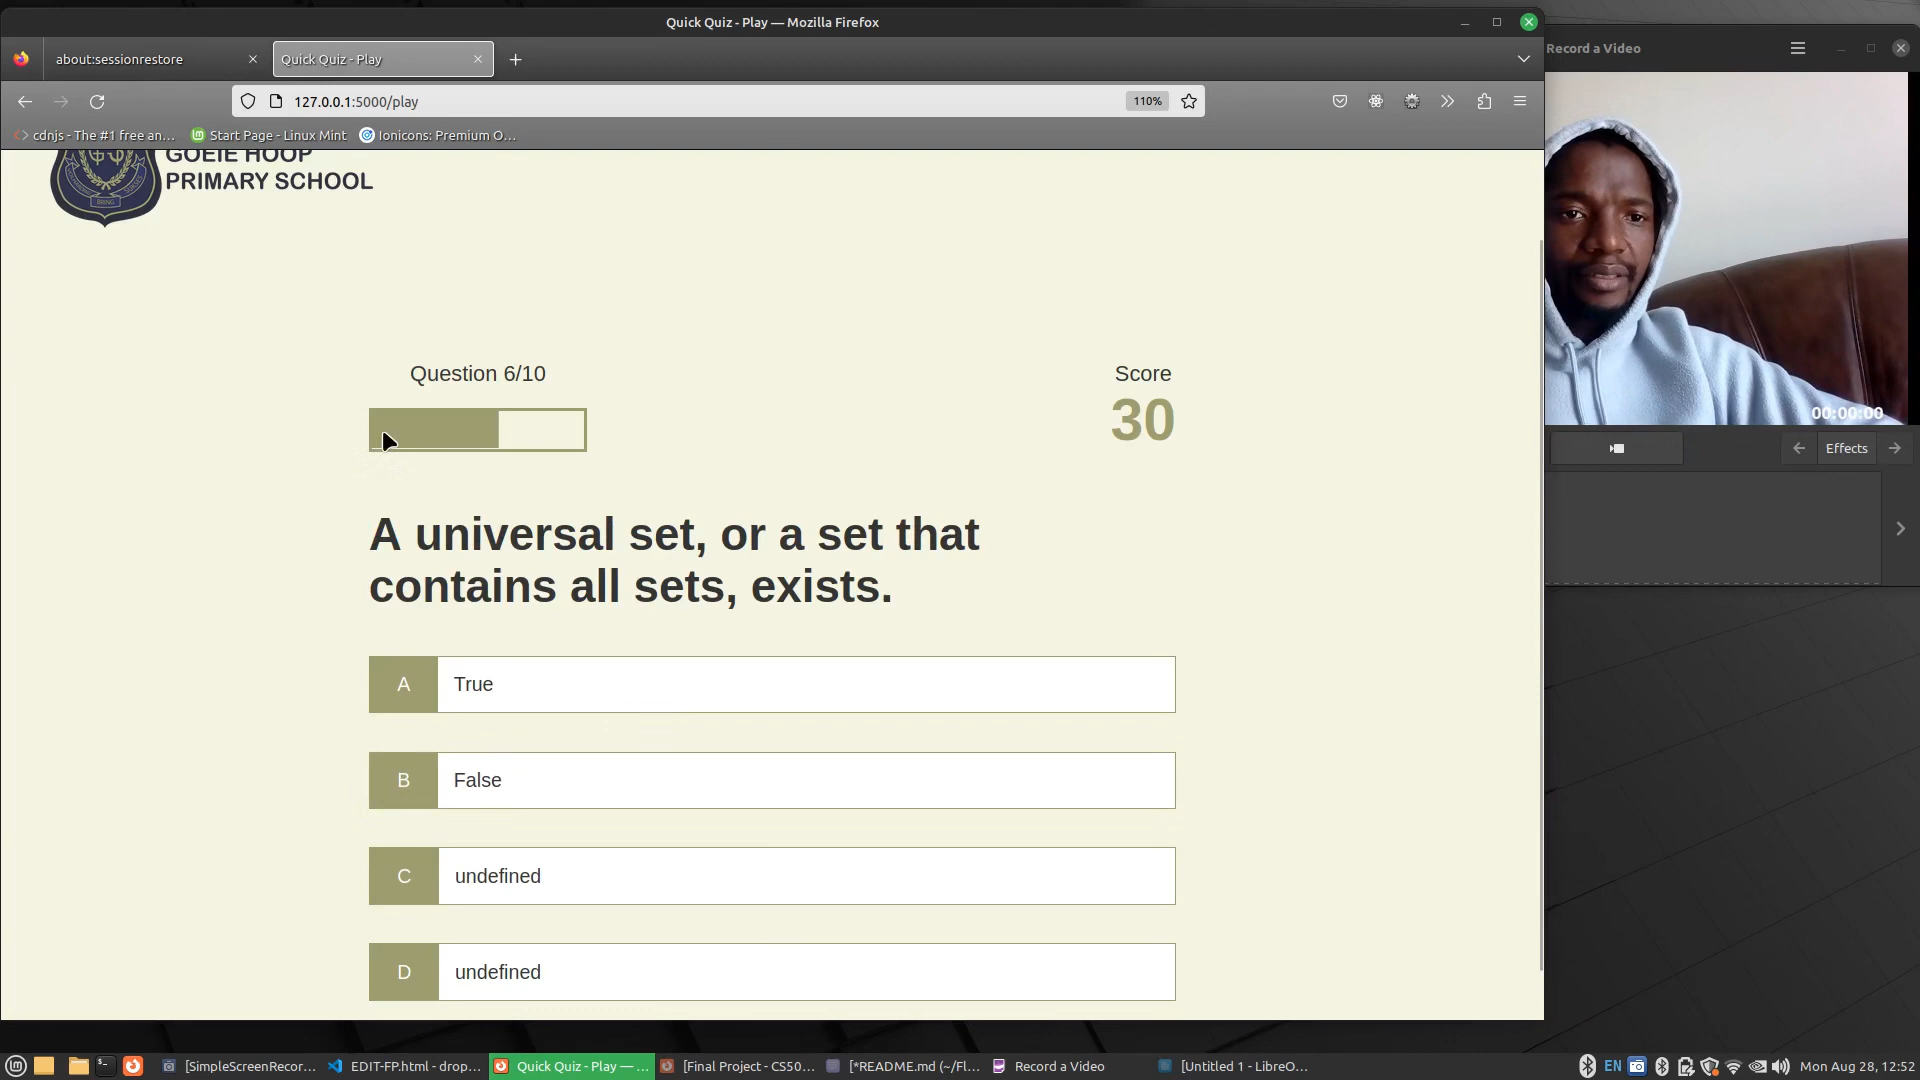 Quick Quiz - Play — Mozilla Firefox
about:sessionrestore
Quick Quiz - Play
127.0.0.1:5000/play
110%
cdnjs - The #1 free an...
Start Page - Linux Mint
Ionicons: Premium O...
GOEIE HOOP
PRIMARY SCHOOL
BRING
Question 6/10
Score
30
A universal set, or a set that
contains all sets, exists.
A
True
B
False
C
undefined
D
undefined
Record a Video
00:00:00
Effects
[SimpleScreenRecor...
EDIT-FP.html - drop...
Quick Quiz - Play — ...
[Final Project - CS50...
[*README.md (~/Fl...
Record a Video
[Untitled 1 - LibreO...
EN
Mon Aug 28, 12:52